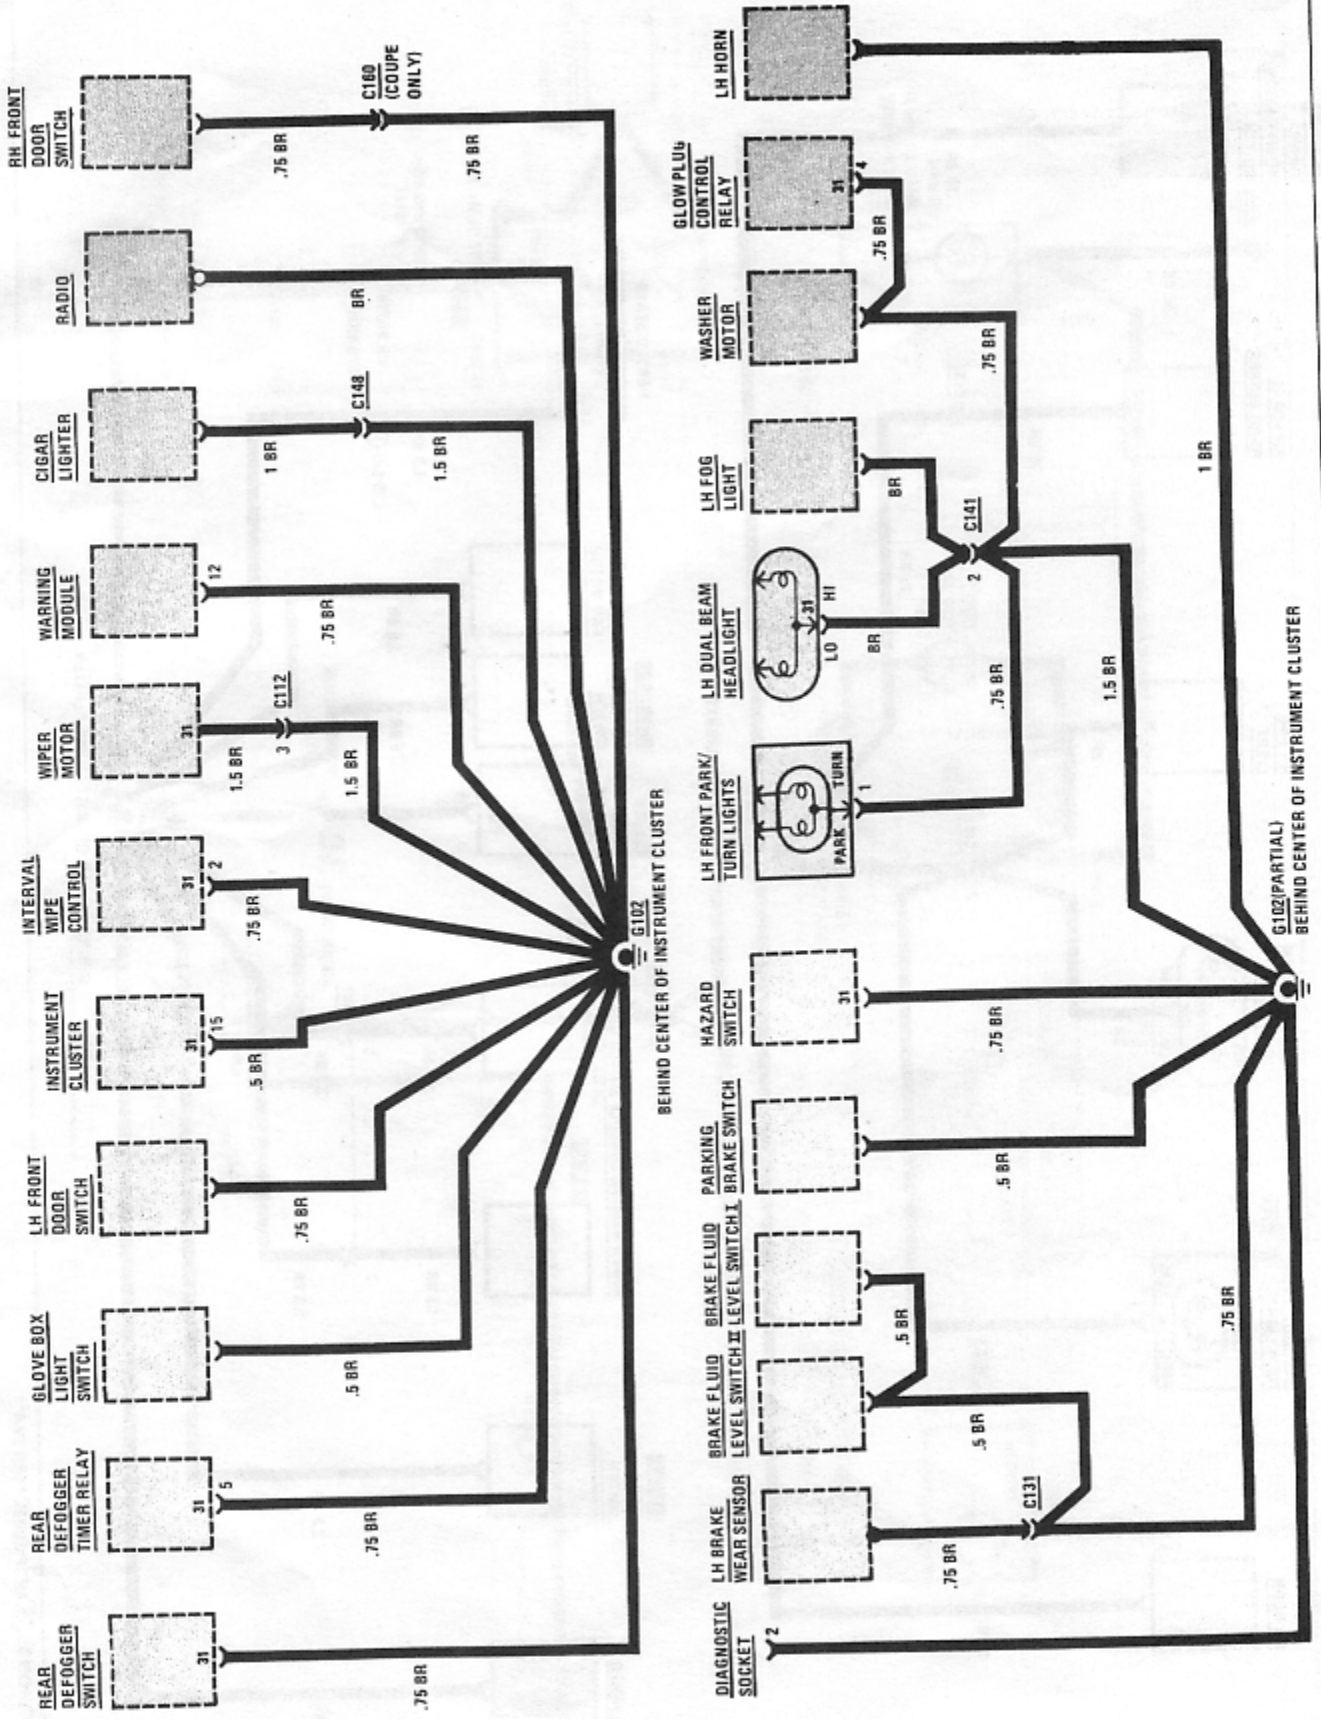 REAR
DEFOGGER
SWITCH
31
.75 BR
REAR
DEFOGGER
TIMER RELAY
31
5
.75 BR
GLOVE BOX
LIGHT
SWITCH
.5 BR
LH FRONT
DOOR
SWITCH
.75 BR
INSTRUMENT
CLUSTER
31
15
.5 BR
INTERVAL
WIPE
CONTROL
31
2
.75 BR
WIPER
MOTOR
31
1.5 BR
3
C112
1.5 BR
WARNING
MODULE
12
.75 BR
CIGAR
LIGHTER
1 BR
C148
1.5 BR
RADIO
BR
RH FRONT
DOOR
SWITCH
.75 BR
C160
(COUPE
ONLY)
.75 BR
G102
BEHIND CENTER OF INSTRUMENT CLUSTER
DIAGNOSTIC
SOCKET
2
LH BRAKE
WEAR SENSOR
.75 BR
C131
BRAKE FLUID
LEVEL SWITCH II
.5 BR
BRAKE FLUID
LEVEL SWITCH I
.5 BR
.75 BR
PARKING
BRAKE SWITCH
.5 BR
HAZARD
SWITCH
31
.75 BR
LH FRONT PARK/
TURN LIGHTS
PARK
TURN
1
.75 BR
LH DUAL BEAM
HEADLIGHT
LO
31
HI
BR
2
C141
1.5 BR
LH FOG
LIGHT
BR
WASHER
MOTOR
.75 BR
GLOW PLUG
CONTROL
RELAY
31
4
.75 BR
LH HORN
1 BR
G102(PARTIAL)
BEHIND CENTER OF INSTRUMENT CLUSTER